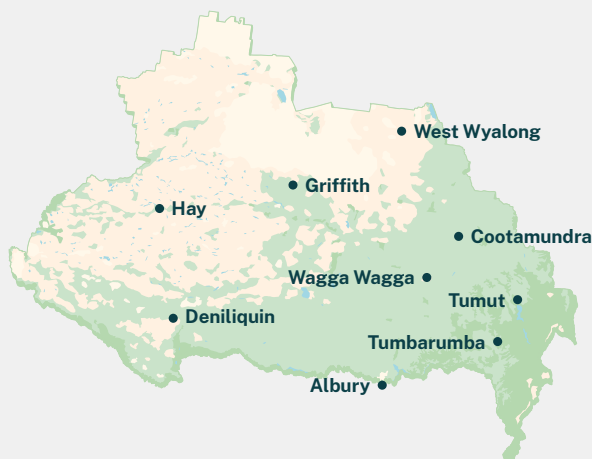 West Wyalong
Griffith
Hay
Cootamundra
Wagga Wagga
Tumut
Deniliquin
Tumbarumba
Albury